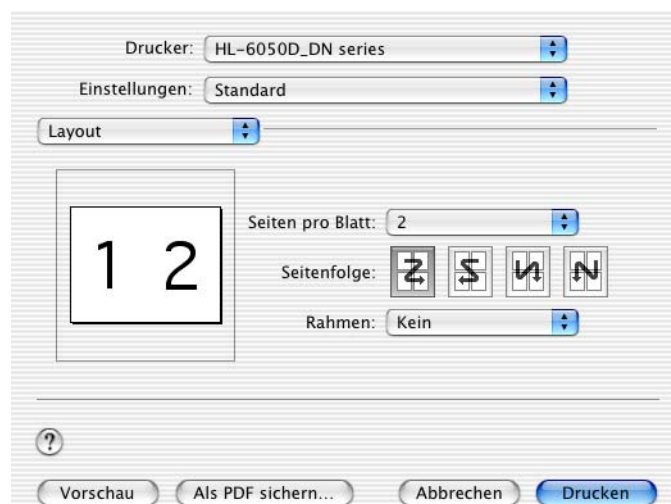 Drucker: HL-6050D_DN series
Einstellungen: Standard
Layout
1 2
Seiten pro Blatt: 2
Seitenfolge:
Rahmen: Kein
?
Vorschau Als PDF sichern... Abbrechen Drucken